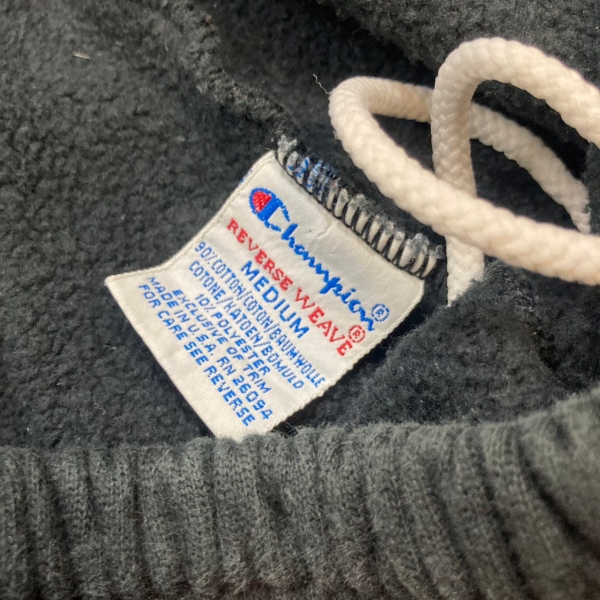 Champion®
REVERSE WEAVE®
MEDIUM
90% COTTON/COTON/BAUMWOLLE
COTONE/KATOEN/BOMULD
10% POLYESTER
EXCLUSIVE OF TRIM
MADE IN U.S.A. RN 26094
FOR CARE SEE REVERSE